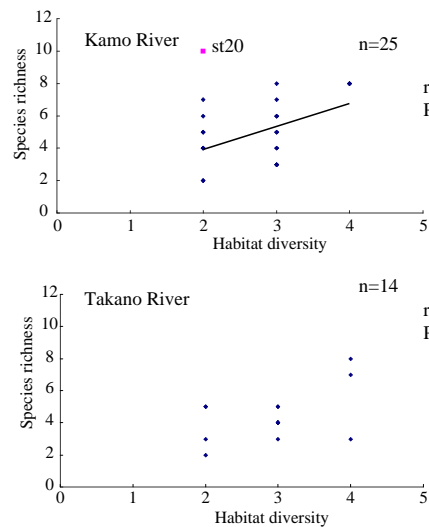 Kamo River
st20
n=25
r
Species richness
12
10
8
6
4
2
0
0 1 2 3 4 5
Habitat diversity
Takano River
n=14
r
Species richness
12
10
8
6
4
2
0
0 1 2 3 4 5
Habitat diversity